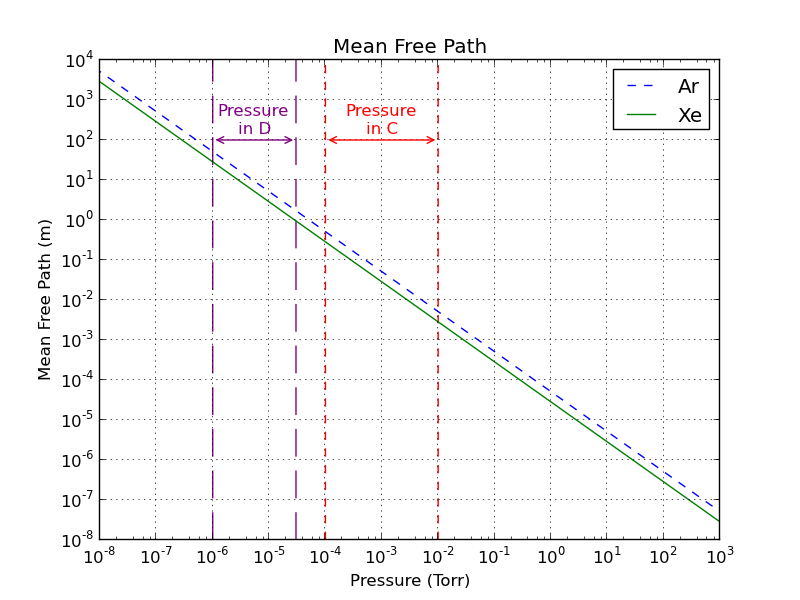 Mean Free Path
10^4
10^3
10^2
10^1
10^0
10^-1
10^-2
10^-3
10^-4
10^-5
10^-6
10^-7
10^-8
Mean Free Path (m)
Pressure
in D
Pressure
in C
Ar
Xe
10^-8 10^-7 10^-6 10^-5 10^-4 10^-3 10^-2 10^-1 10^0 10^1 10^2 10^3
Pressure (Torr)